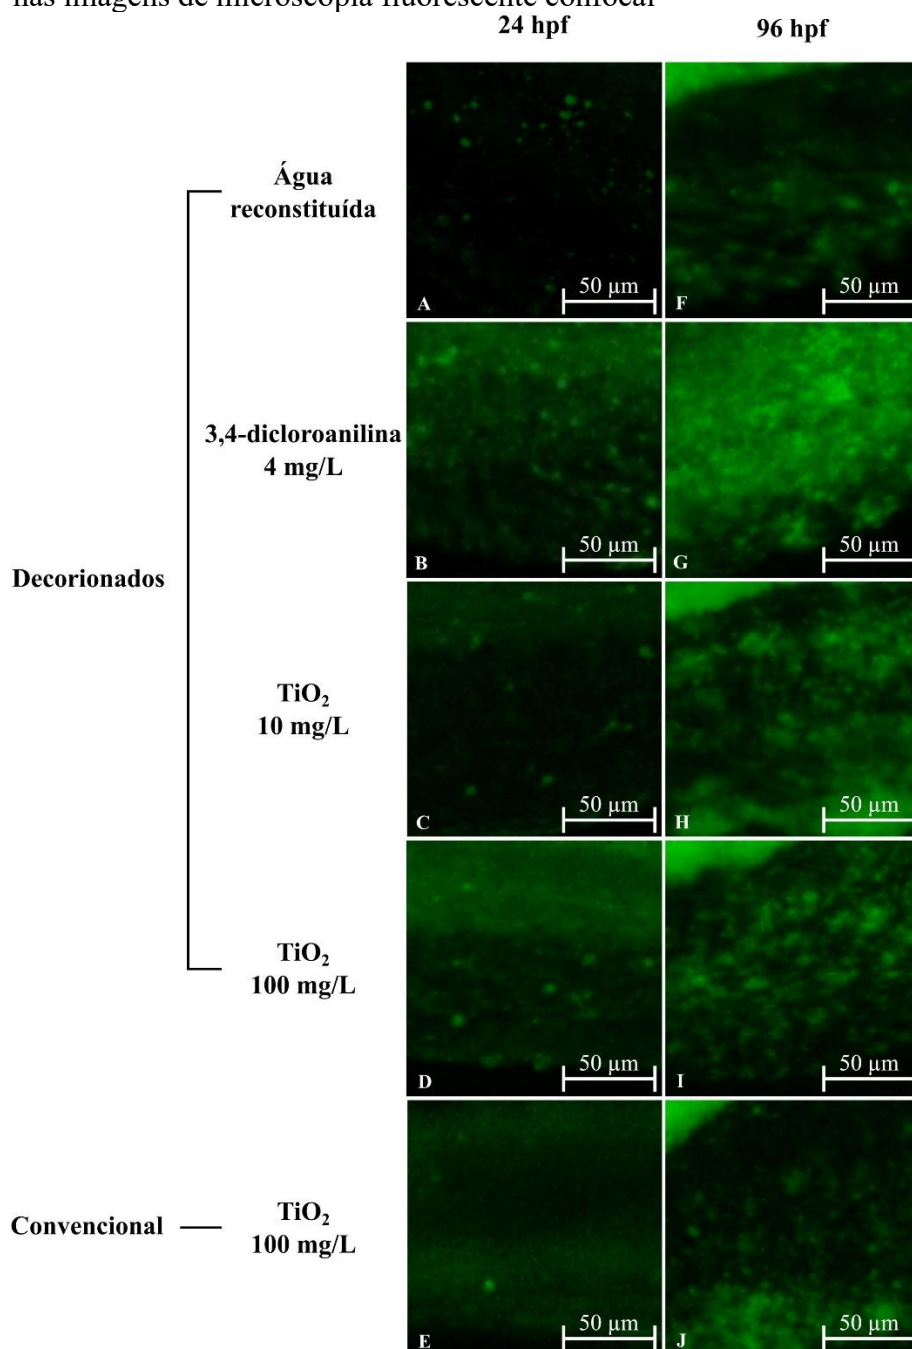 nas imagens de microscopia fluorescente confocal
24 hpf
96 hpf
Água
reconstituída
50 µm
A
50 µm
F
3,4-dicloroanilina
4 mg/L
50 µm
B
50 µm
G
Decorionados
TiO₂
10 mg/L
50 µm
C
50 µm
H
TiO₂
100 mg/L
50 µm
D
50 µm
I
Convencional
TiO₂
100 mg/L
50 µm
E
50 µm
J